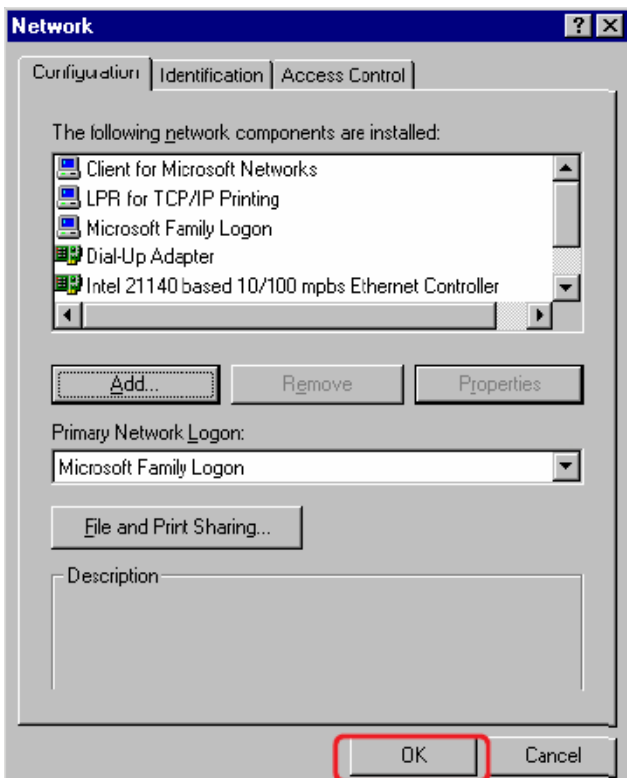 Network
Configuration Identification Access Control
The following network components are installed:
Client for Microsoft Networks
LPR for TCP/IP Printing
Microsoft Family Logon
Dial-Up Adapter
Intel 21140 based 10/100 mpbs Ethernet Controller
Add... Remove Properties
Primary Network Logon:
Microsoft Family Logon
File and Print Sharing...
Description
OK Cancel